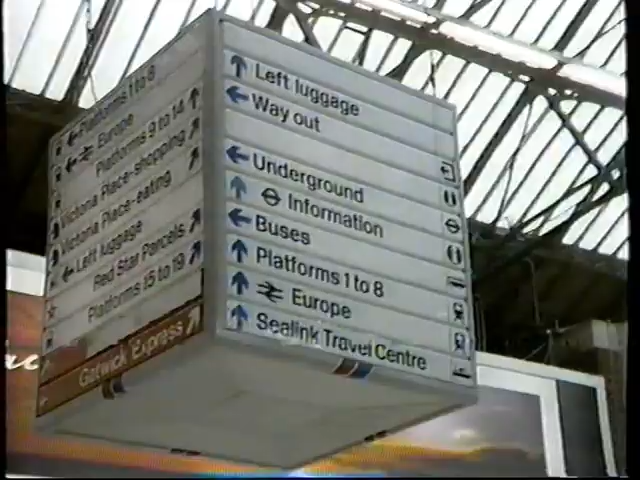 Platforms 1 to 8
Europe
Platforms 9 to 14
Victoria Place-shopping
Victoria Place-eating
Left luggage
Red Star Parcels
Platforms 15 to 19
Gatwick Express
Left luggage
Way out
Underground
Information
Buses
Platforms 1 to 8
Europe
Sealink Travel Centre